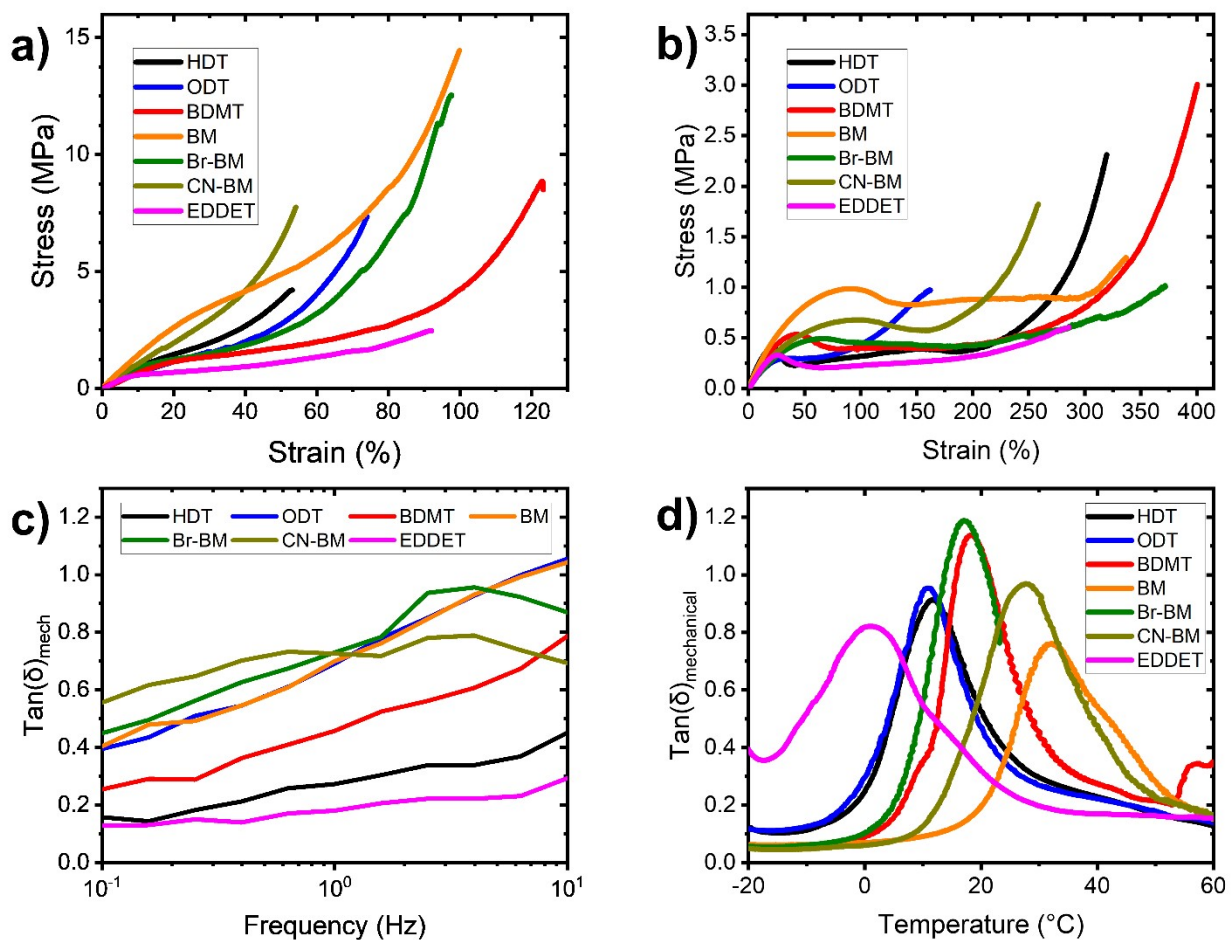 a)
15
10
5
0
Stress (MPa)
HDT
ODT
BDMT
BM
Br-BM
CN-BM
EDDET
0 20 40 60 80 100 120
Strain (%)
b)
3.0
2.5
2.0
1.5
1.0
0.5
0.0
Stress (MPa)
HDT
ODT
BDMT
BM
Br-BM
CN-BM
EDDET
0 50 100 150 200 250 300 350 400
Strain (%)
c)
1.2
1.0
0.8
0.6
0.4
0.2
0.0
Tan(δ)mech
HDT ODT BDMT BM
Br-BM CN-BM EDDET
10-1 100 101
Frequency (Hz)
d)
1.2
1.0
0.8
0.6
0.4
0.2
0.0
Tan(δ)mechanical
HDT
ODT
BDMT
BM
Br-BM
CN-BM
EDDET
-20 0 20 40 60
Temperature (°C)